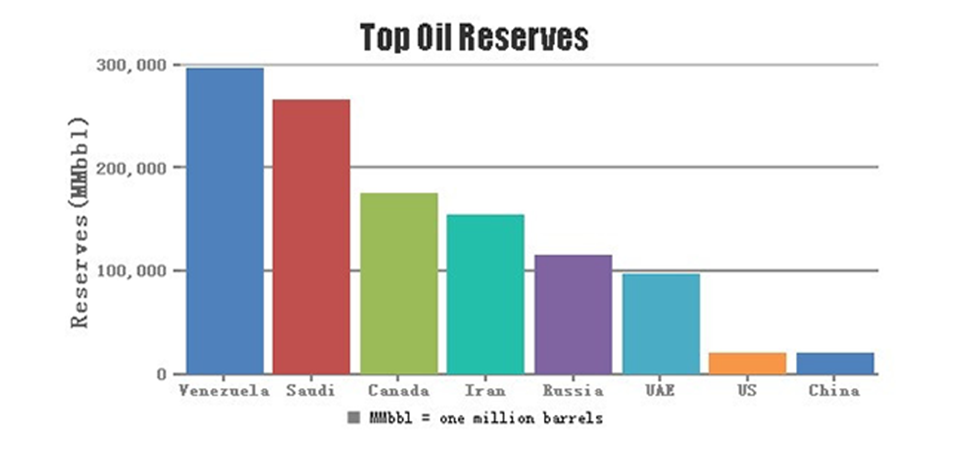 Top Oil Reserves
300,000
200,000
100,000
0
Reserves(MMbbl)
Venezuela Saudi Canada Iran Russia UAE US China
MMbbl = one million barrels